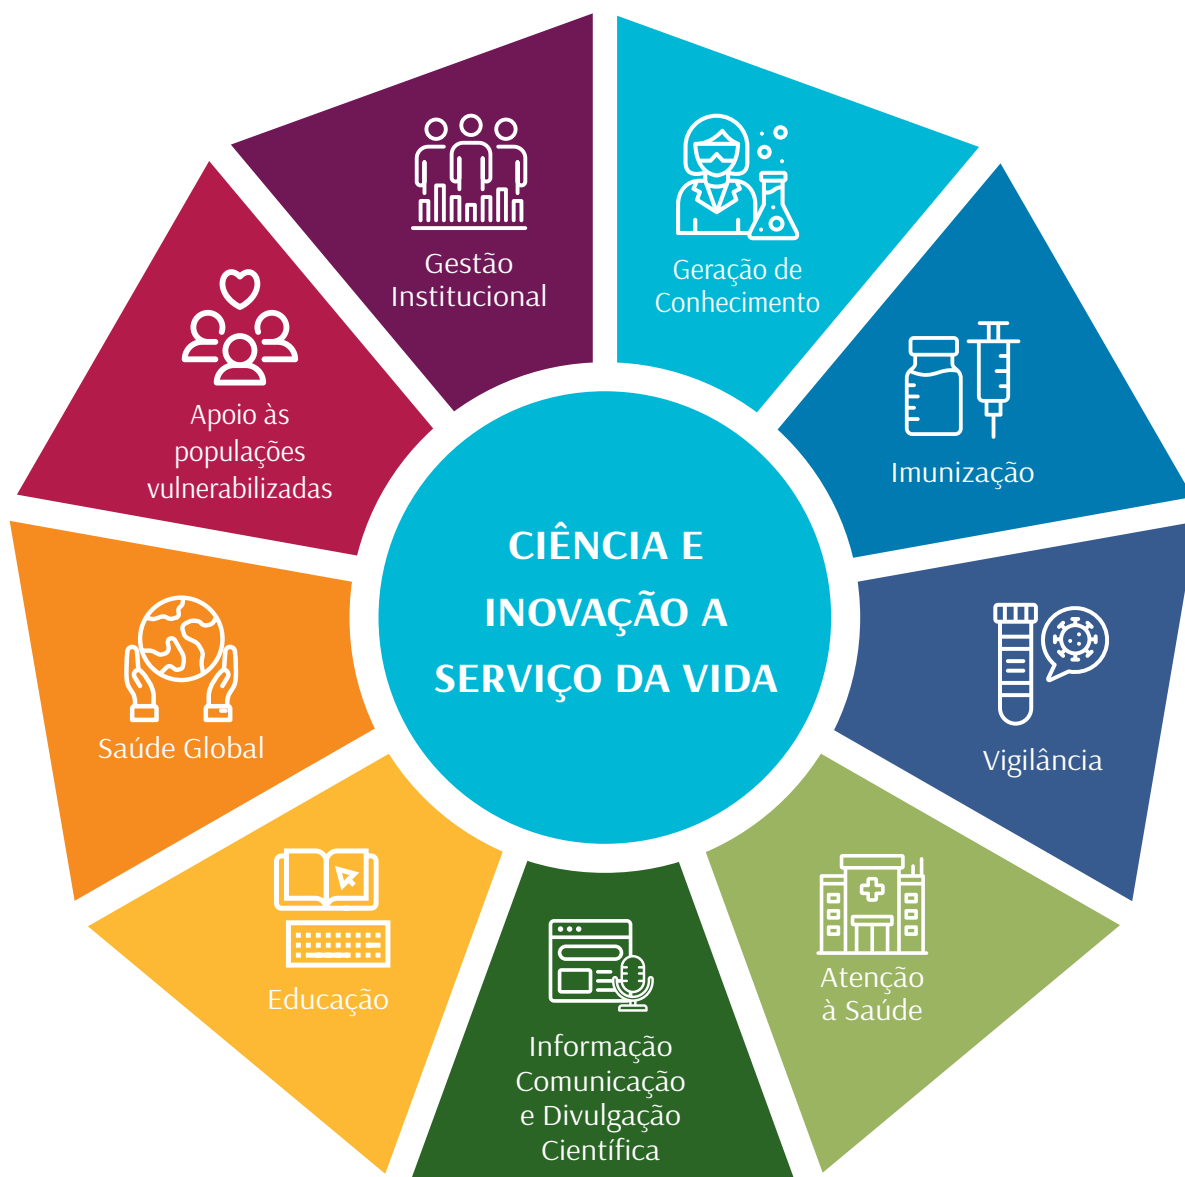 Gestão
Institucional
Geração de
Conhecimento
Imunização
Vigilância
Atenção
à Saúde
Informação
Comunicação
e Divulgação
Científica
Educação
Saúde Global
Apoio às
populações
vulnerabilizadas
CIÊNCIA E
INOVAÇÃO A
SERVIÇO DA VIDA